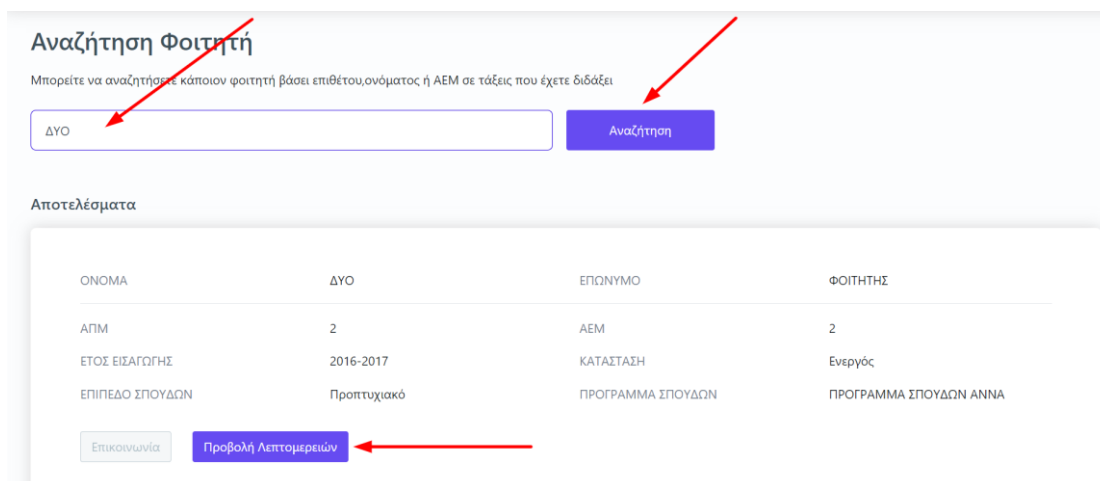 Αναζήτηση Φοιτητή
Μπορείτε να αναζητήσετε κάποιον φοιτητή βάσει επιθέτου,ονόματος ή ΑΕΜ σε τάξεις που έχετε διδάξει
ΔΥΟ Αναζήτηση
Αποτελέσματα
ΟΝΟΜΑ ΔΥΟ ΕΠΩΝΥΜΟ ΦΟΙΤΗΤΗΣ
ΑΠΜ 2 ΑΕΜ 2
ΕΤΟΣ ΕΙΣΑΓΩΓΗΣ 2016-2017 ΚΑΤΑΣΤΑΣΗ Ενεργός
ΕΠΙΠΕΔΟ ΣΠΟΥΔΩΝ Προπτυχιακό ΠΡΟΓΡΑΜΜΑ ΣΠΟΥΔΩΝ ΠΡΟΓΡΑΜΜΑ ΣΠΟΥΔΩΝ ΑΝΝΑ
Επικοινωνία Προβολή Λεπτομερειών